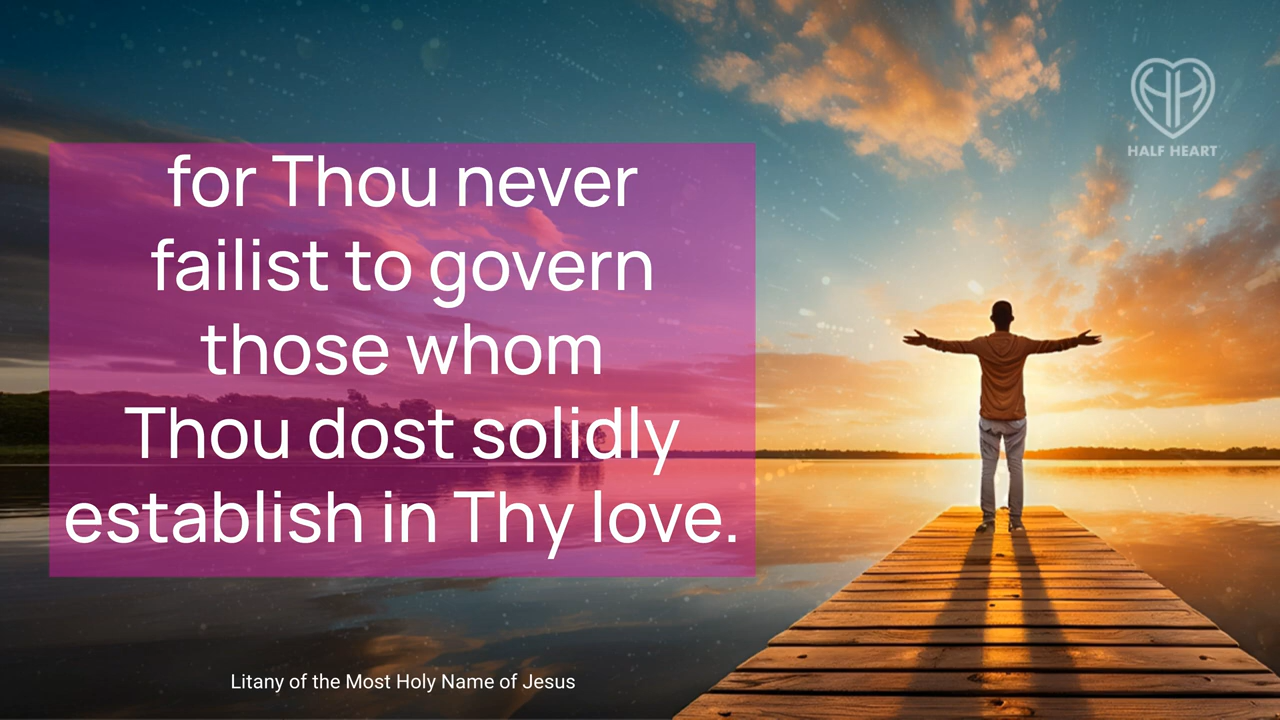 for Thou never
failist to govern
those whom
Thou dost solidly
establish in Thy love.
HALF HEART
Litany of the Most Holy Name of Jesus